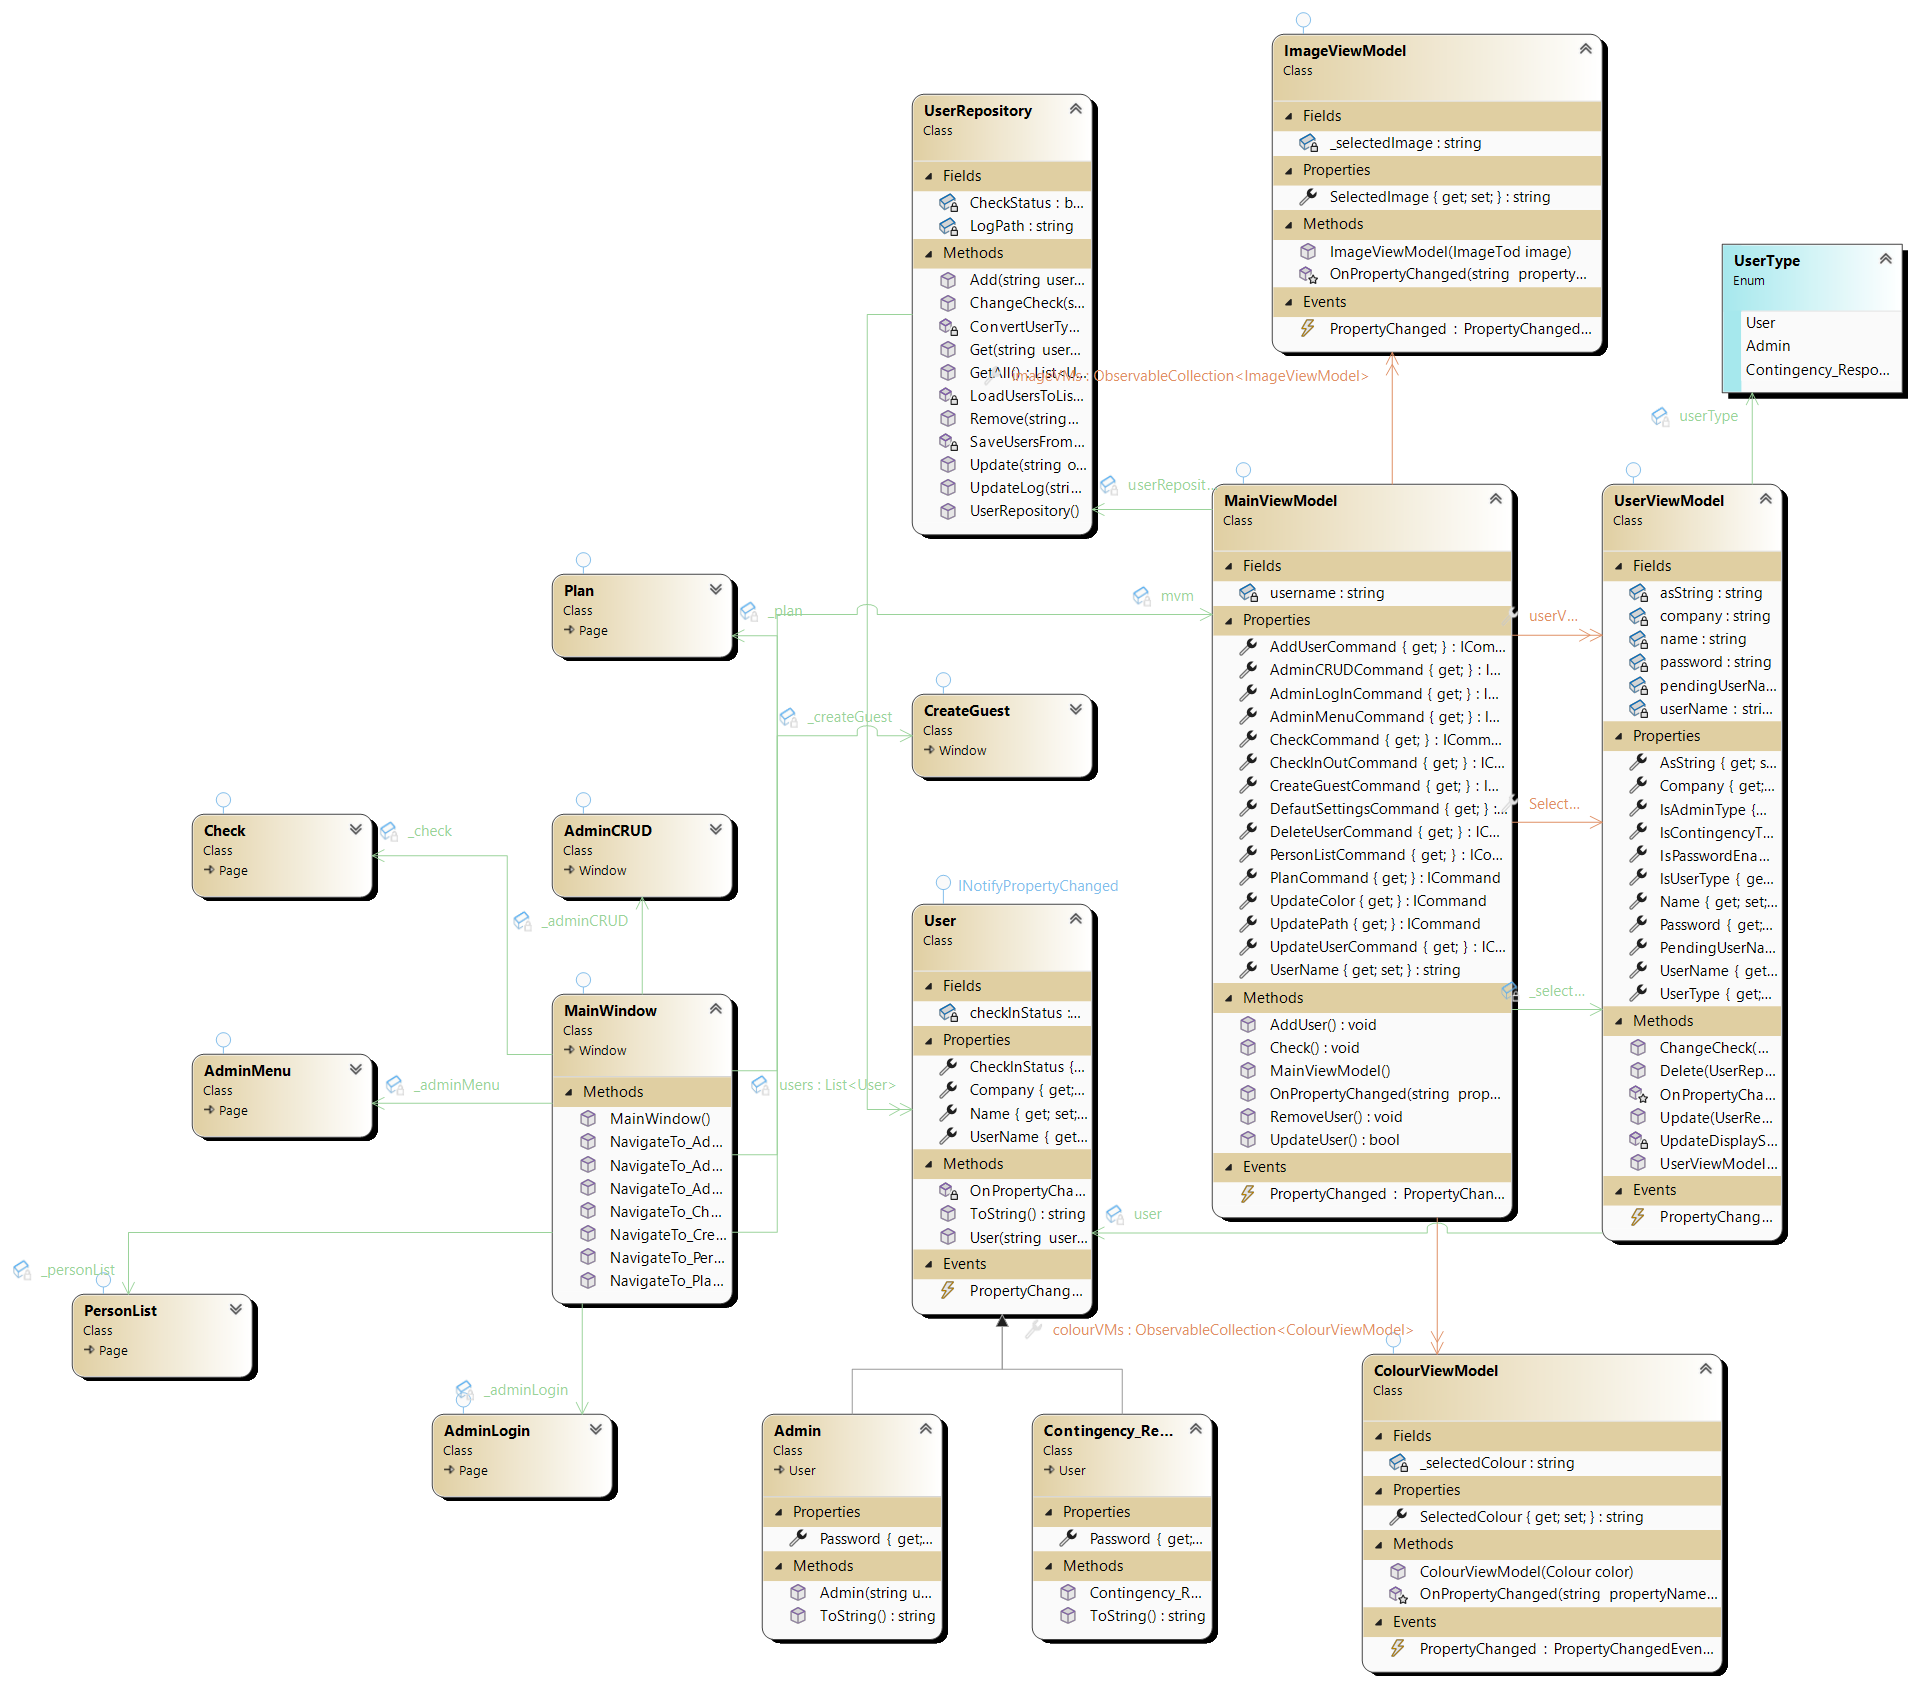 ImageViewModel
Class
Fields
_selectedImage : string
Properties
SelectedImage { get; set; } : string
Methods
ImageViewModel(ImageTod image)
OnPropertyChanged(string property...
Events
PropertyChanged : PropertyChanged...
UserRepository
Class
Fields
CheckStatus : b...
LogPath : string
Methods
Add(string user...
ChangeCheck(s...
ConvertUserTy...
Get(string user...
GetAll() : List<U...
LoadUsersToLis...
Remove(string...
SaveUsersFrom...
Update(string o...
UpdateLog(stri...
UserRepository()
imageVMs : ObservableCollection<ImageViewModel>
UserType
Enum
User
Admin
Contingency_Respo...
userType
userReposit...
MainViewModel
Class
Fields
username : string
Properties
AddUserCommand { get; } : ICom...
AdminCRUDCommand { get; } : I...
AdminLogInCommand { get; } : I...
AdminMenuCommand { get; } : I...
CheckCommand { get; } : IComm...
CheckInOutCommand { get; } : IC...
CreateGuestCommand { get; } : I...
DefautSettingsCommand { get; } :...
DeleteUserCommand { get; } : IC...
PersonListCommand { get; } : ICo...
PlanCommand { get; } : ICommand
UpdateColor { get; } : ICommand
UpdatePath { get; } : ICommand
UpdateUserCommand { get; } : IC...
UserName { get; set; } : string
Methods
AddUser() : void
Check() : void
MainViewModel()
OnPropertyChanged(string prop...
RemoveUser() : void
UpdateUser() : bool
Events
PropertyChanged : PropertyChan...
userV...
Select...
_select...
UserViewModel
Class
Fields
asString : string
company : string
name : string
password : string
pendingUserNa...
userName : stri...
Properties
AsString { get; s...
Company { get;...
IsAdminType {...
IsContingencyT...
IsPasswordEna...
IsUserType { ge...
Name { get; set;...
Password { get;...
PendingUserNa...
UserName { get...
UserType { get;...
Methods
ChangeCheck(...
Delete(UserRep...
OnPropertyCha...
Update(UserRe...
UpdateDisplayS...
UserViewModel...
Events
PropertyChang...
Plan
Class
Page
_plan
mvm
_createGuest
CreateGuest
Class
Window
Check
Class
Page
_check
AdminCRUD
Class
Window
_adminCRUD
INotifyPropertyChanged
User
Class
Fields
checkInStatus :...
Properties
CheckInStatus {...
Company { get;...
Name { get; set;...
UserName { get...
Methods
OnPropertyCha...
ToString() : string
User(string user...
Events
PropertyChang...
MainWindow
Class
Window
Methods
MainWindow()
NavigateTo_Ad...
NavigateTo_Ad...
NavigateTo_Ad...
NavigateTo_Ch...
NavigateTo_Cre...
NavigateTo_Per...
NavigateTo_Pla...
users : List<User>
user
AdminMenu
Class
Page
_adminMenu
_personList
PersonList
Class
Page
_adminLogin
AdminLogin
Class
Page
colourVMs : ObservableCollection<ColourViewModel>
Admin
Class
User
Properties
Password { get;...
Methods
Admin(string u...
ToString() : string
Contingency_Re...
Class
User
Properties
Password { get;...
Methods
Contingency_R...
ToString() : string
ColourViewModel
Class
Fields
_selectedColour : string
Properties
SelectedColour { get; set; } : string
Methods
ColourViewModel(Colour color)
OnPropertyChanged(string propertyName...
Events
PropertyChanged : PropertyChangedEven...